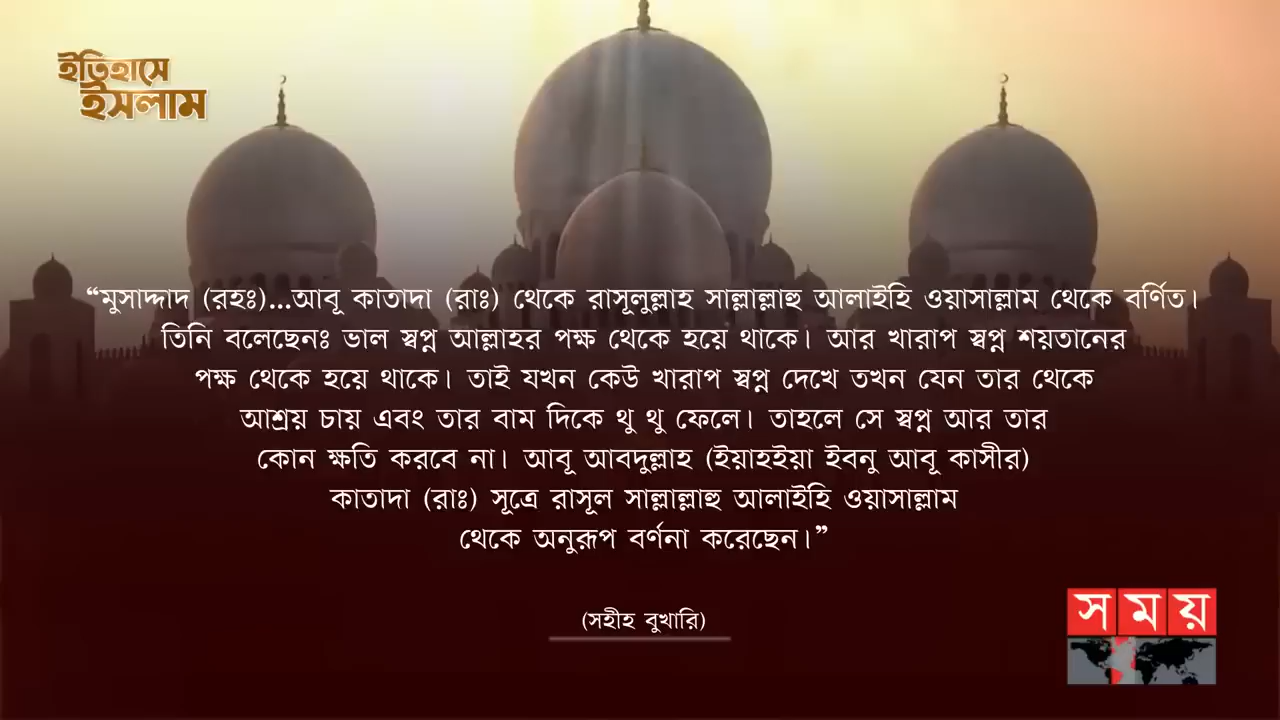 ইতিহাসে
ইসলাম
“মুসাদ্দাদ (রহঃ)...আবূ কাতাদা (রাঃ) থেকে রাসূলুল্লাহ সাল্লাল্লাহু আলাইহি ওয়াসাল্লাম থেকে বর্ণিত।
তিনি বলেছেনঃ ভাল স্বপ্ন আল্লাহর পক্ষ থেকে হয়ে থাকে। আর খারাপ স্বপ্ন শয়তানের
পক্ষ থেকে হয়ে থাকে। তাই যখন কেউ খারাপ স্বপ্ন দেখে তখন যেন তার থেকে
আশ্রয় চায় এবং তার বাম দিকে থু থু ফেলে। তাহলে সে স্বপ্ন আর তার
কোন ক্ষতি করবে না। আবূ আবদুল্লাহ (ইয়াহইয়া ইবনু আবূ কাসীর)
কাতাদা (রাঃ) সূত্রে রাসূল সাল্লাল্লাহু আলাইহি ওয়াসাল্লাম
থেকে অনুরূপ বর্ণনা করেছেন।”
(সহীহ বুখারি)
সময়